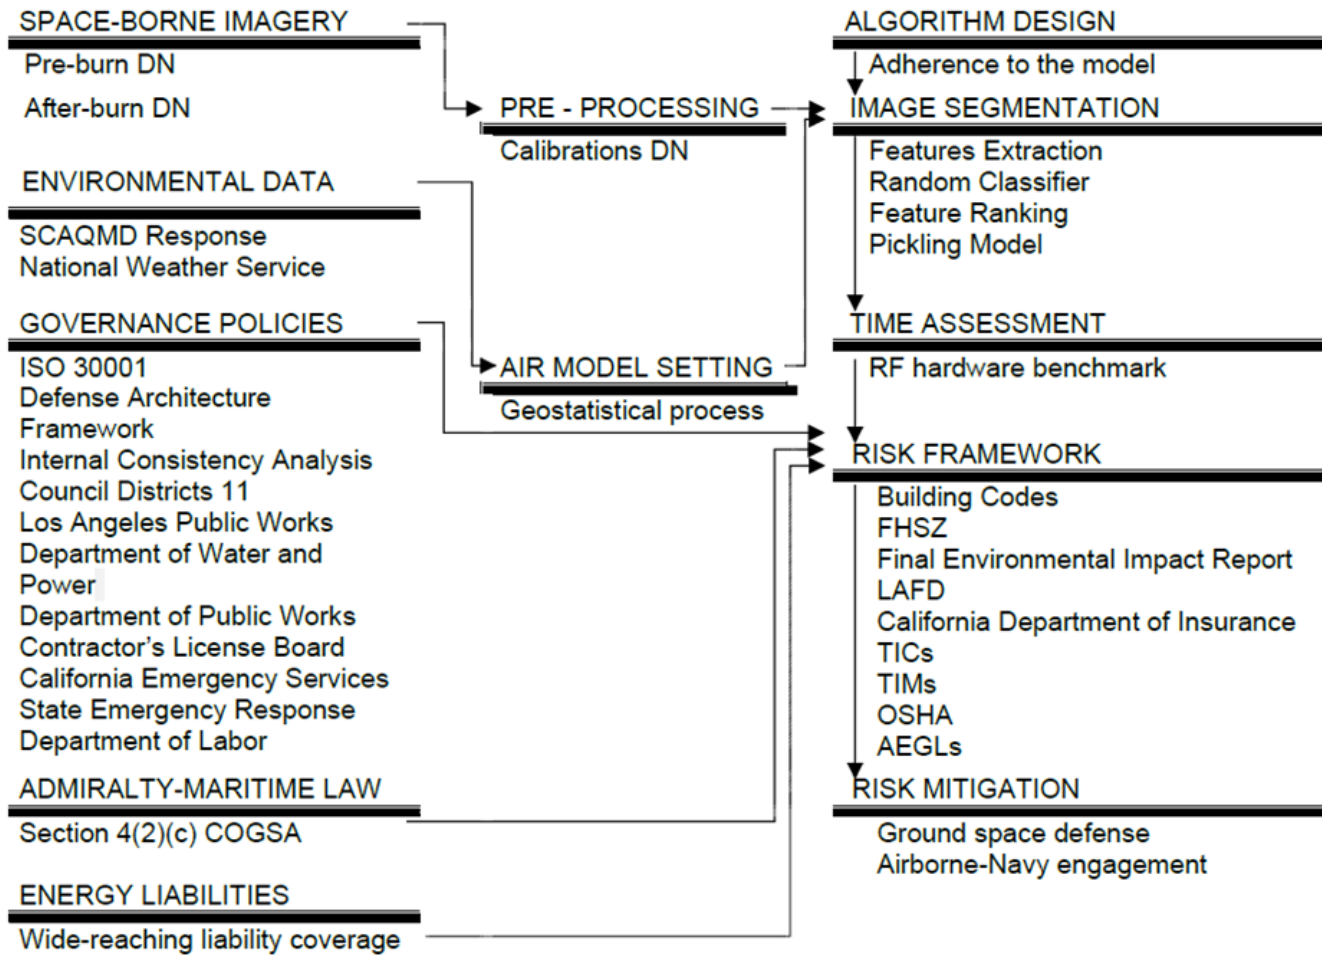 SPACE-BORNE IMAGERY
Pre-burn DN
After-burn DN
ENVIRONMENTAL DATA
SCAQMD Response
National Weather Service
GOVERNANCE POLICIES
ISO 30001
Defense Architecture
Framework
Internal Consistency Analysis
Council Districts 11
Los Angeles Public Works
Department of Water and
Power
Department of Public Works
Contractor's License Board
California Emergency Services
State Emergency Response
Department of Labor
ADMIRALTY-MARITIME LAW
Section 4(2)(c) COGSA
ENERGY LIABILITIES
Wide-reaching liability coverage
PRE - PROCESSING
Calibrations DN
AIR MODEL SETTING
Geostatistical process
ALGORITHM DESIGN
Adherence to the model
IMAGE SEGMENTATION
Features Extraction
Random Classifier
Feature Ranking
Pickling Model
TIME ASSESSMENT
RF hardware benchmark
RISK FRAMEWORK
Building Codes
FHSZ
Final Environmental Impact Report
LAFD
California Department of Insurance
TICs
TIMs
OSHA
AEGLs
RISK MITIGATION
Ground space defense
Airborne-Navy engagement